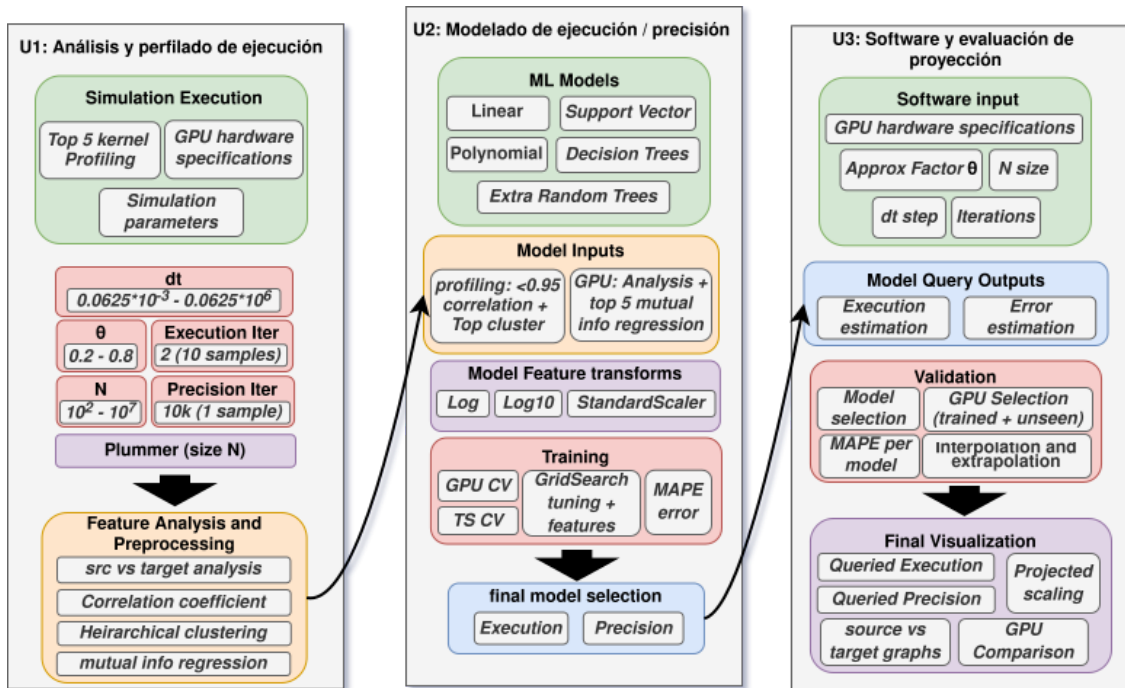 U1: Análisis y perfilado de ejecución
Simulation Execution
Top 5 kernel
Profiling
GPU hardware
specifications
Simulation
parameters
dt
0.0625*10^-3 - 0.0625*10^6
θ
0.2 - 0.8
Execution Iter
2 (10 samples)
N
10^2 - 10^7
Precision Iter
10k (1 sample)
Plummer (size N)
Feature Analysis and
Preprocessing
src vs target analysis
Correlation coefficient
Heirarchical clustering
mutual info regression
U2: Modelado de ejecución / precisión
ML Models
Linear
Support Vector
Polynomial
Decision Trees
Extra Random Trees
Model Inputs
profiling: <0.95
correlation +
Top cluster
GPU: Analysis +
top 5 mutual
info regression
Model Feature transforms
Log
Log10
StandardScaler
Training
GPU CV
TS CV
GridSearch
tuning +
features
MAPE
error
final model selection
Execution
Precision
U3: Software y evaluación de
proyección
Software input
GPU hardware specifications
Approx Factor θ
N size
dt step
Iterations
Model Query Outputs
Execution
estimation
Error
estimation
Validation
Model
selection
GPU Selection
(trained + unseen)
MAPE per
model
Interpolation and
extrapolation
Final Visualization
Queried Execution
Queried Precision
Projected
scaling
source vs
target graphs
GPU
Comparison